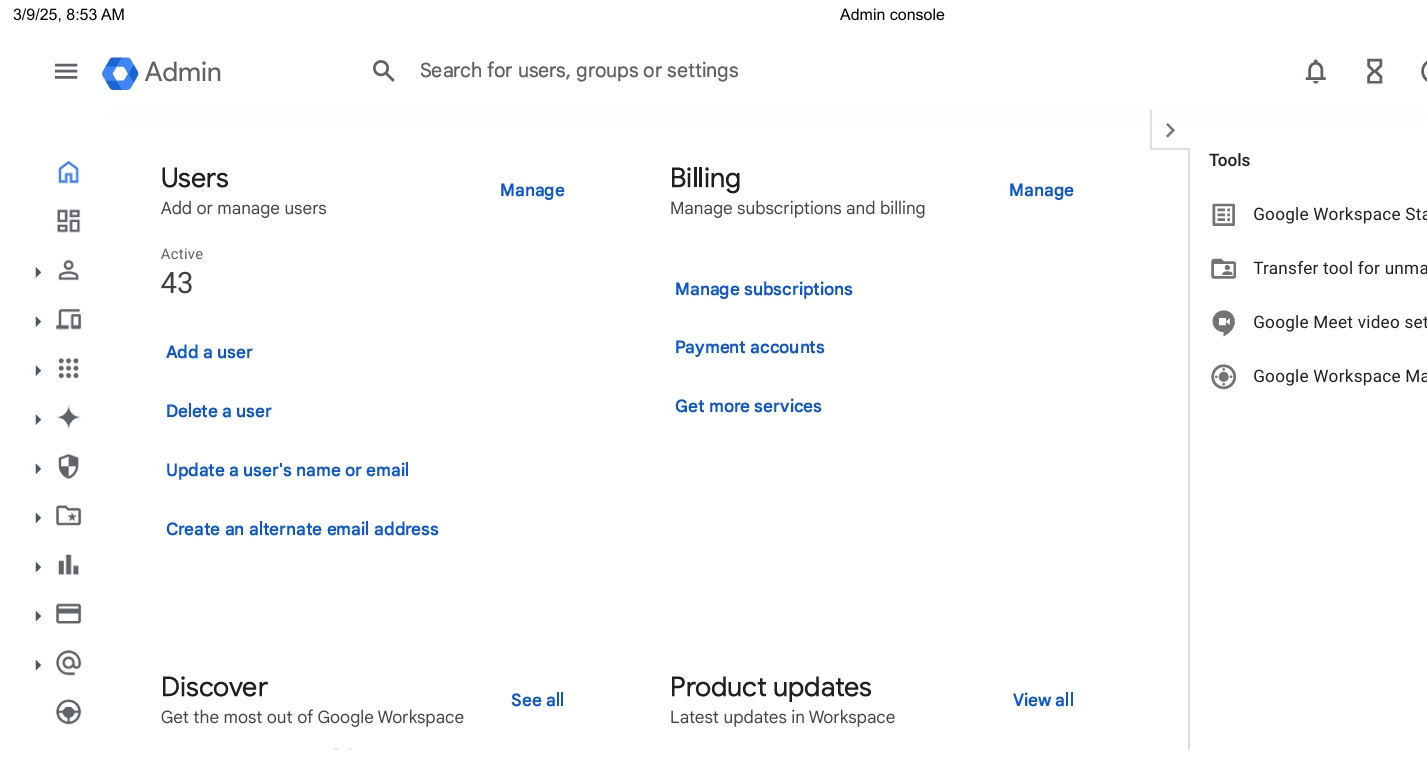 3/9/25, 8:53 AM
Admin console
Admin
Search for users, groups or settings
Users
Add or manage users
Manage
Active
43
Add a user
Delete a user
Update a user's name or email
Create an alternate email address
Billing
Manage subscriptions and billing
Manage
Manage subscriptions
Payment accounts
Get more services
Discover
Get the most out of Google Workspace
See all
Product updates
Latest updates in Workspace
View all
Tools
Google Workspace
Transfer tool for
Google Meet video
Google Workspace